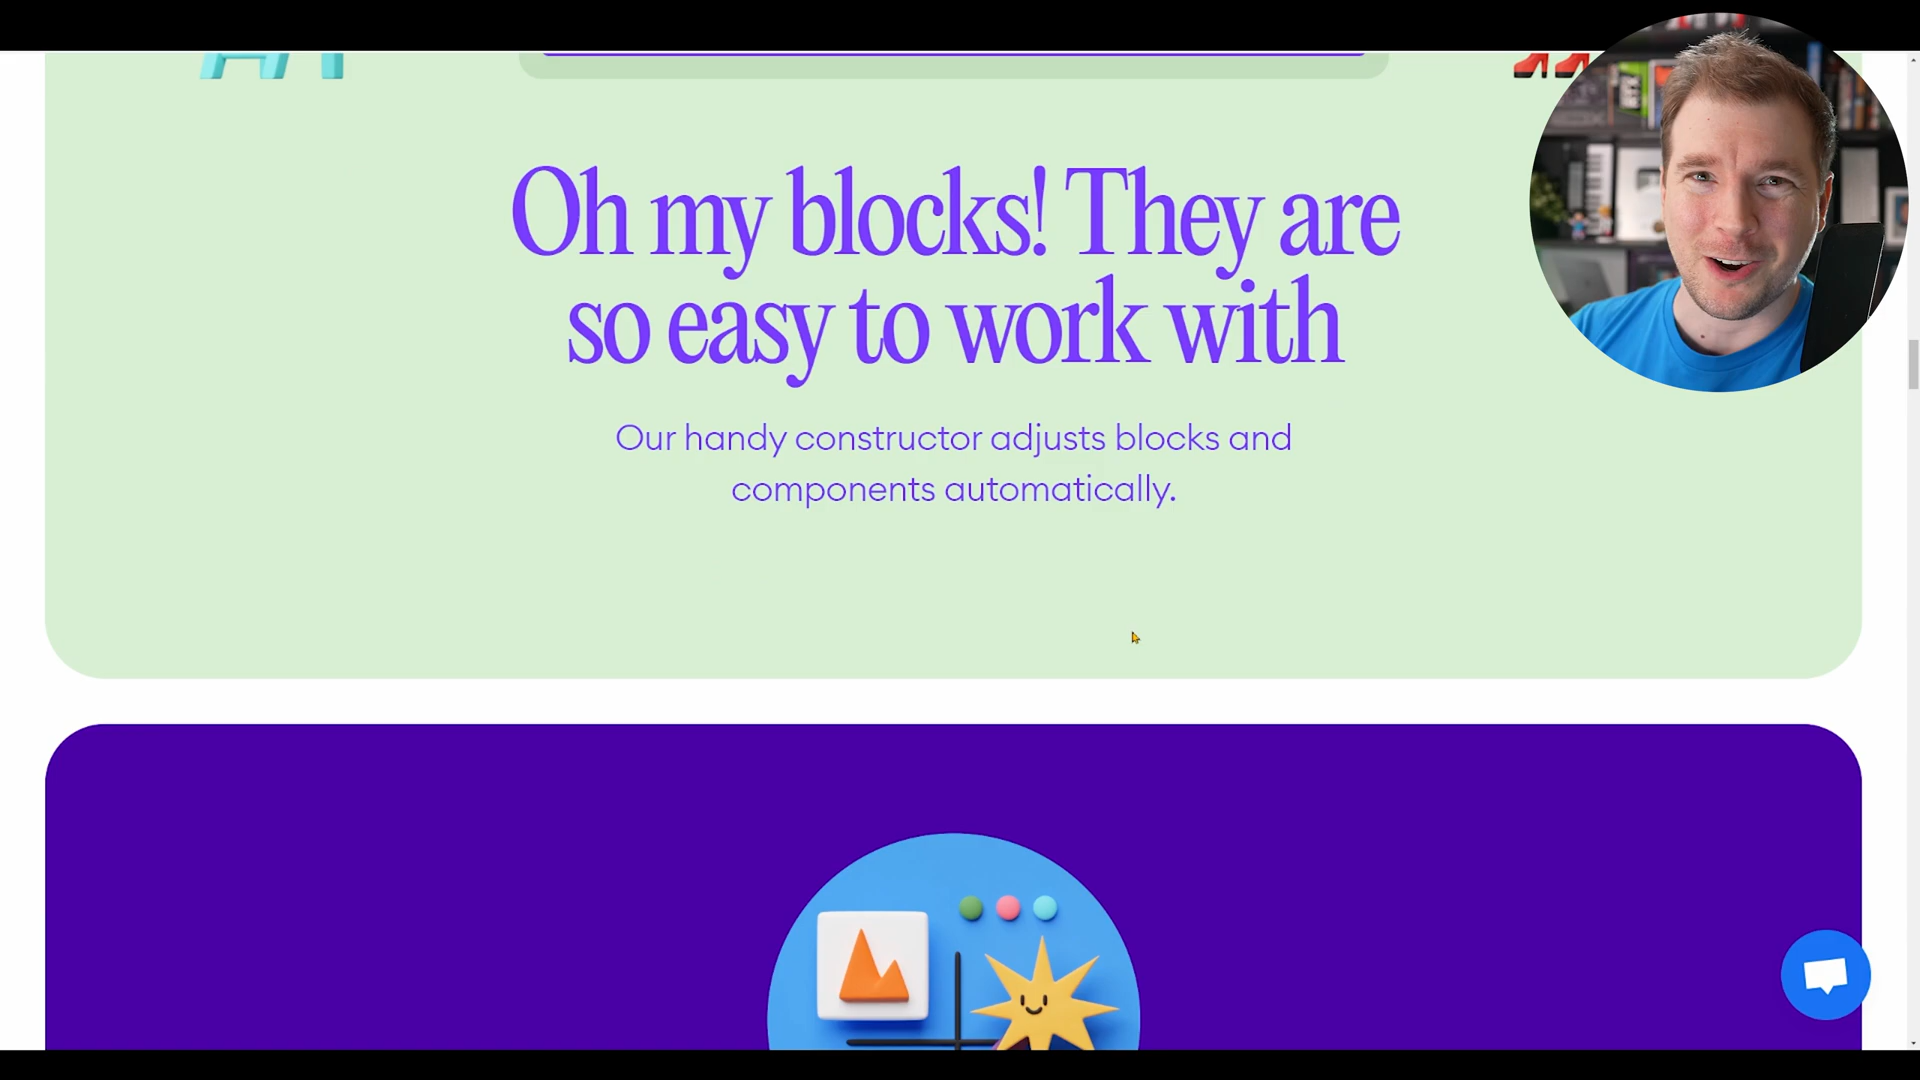 Oh my blocks! They are
so easy to work with
Our handy constructor adjusts blocks and
components automatically.